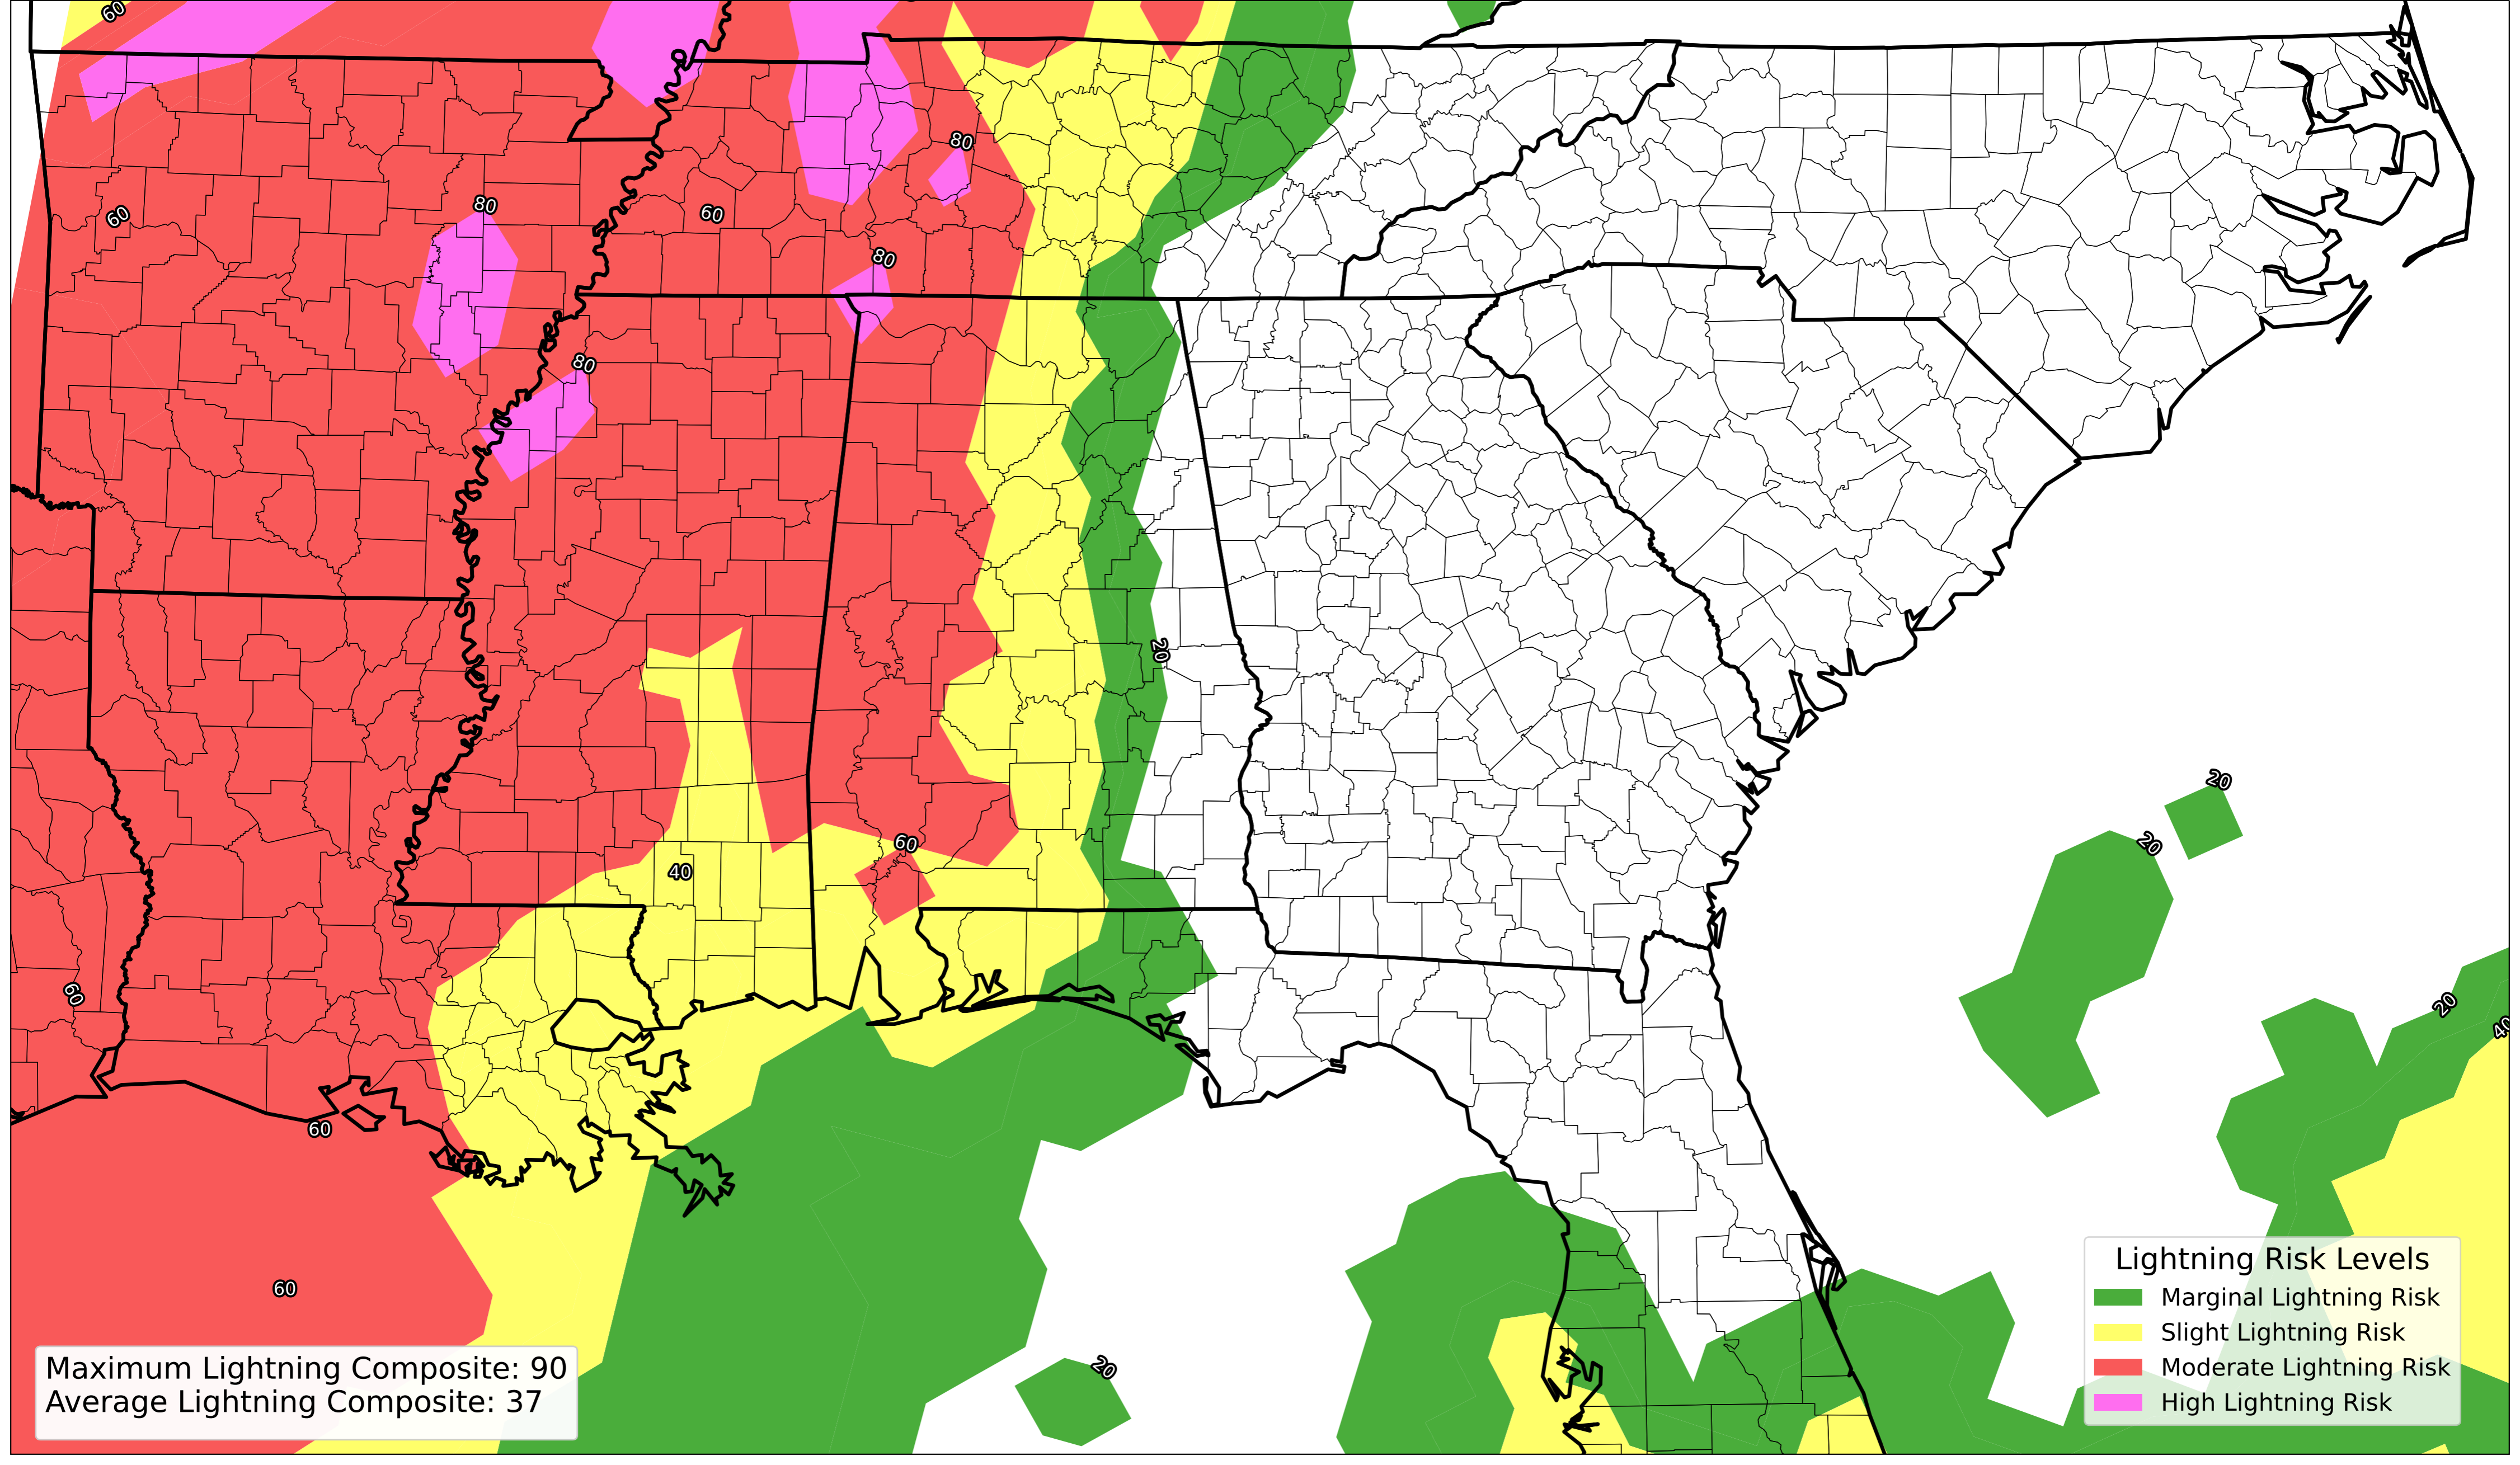 60
80
80
60
60
80
80
20
20
60
20
40
60
20
40
60
60
20
Lightning Risk Levels
Marginal Lightning Risk
Slight Lightning Risk
Moderate Lightning Risk
High Lightning Risk
Maximum Lightning Composite: 90
Average Lightning Composite: 37